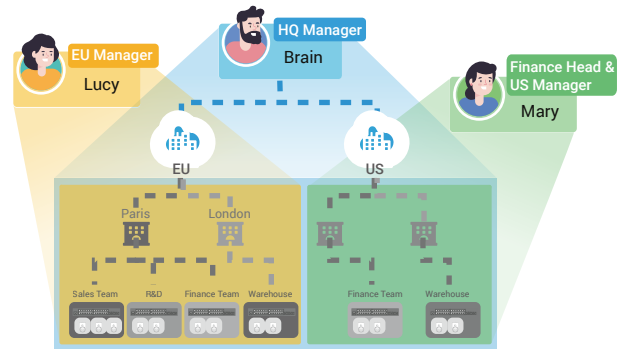 HQ Manager
Brain
EU Manager
Lucy
Finance Head &
US Manager
Mary
EU
US
Paris
London
Sales Team
R&D
Finance Team
Warehouse
Finance Team
Warehouse